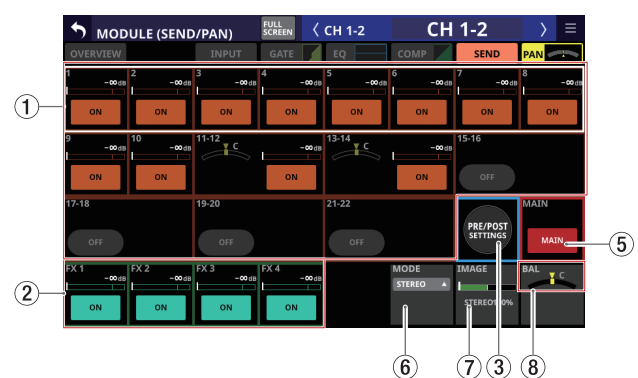 MODULE (SEND/PAN)
FULL SCREEN
CH 1-2
CH 1-2
OVERVIEW
INPUT
GATE
EQ
COMP
SEND
PAN
1 -∞dB 2 -∞dB 3 -∞dB 4 -∞dB 5 -∞dB 6 -∞dB 7 -∞dB 8 -∞dB
ON ON ON ON ON ON ON ON
1
9 -∞dB 10 -∞dB 11-12 C -∞dB 13-14 C -∞dB 15-16
ON ON ON ON OFF
17-18 19-20 21-22 MAIN
PRE/POST
SETTINGS
OFF OFF OFF MAIN
5
FX 1 -∞dB FX 2 -∞dB FX 3 -∞dB FX 4 -∞dB MODE IMAGE BAL C
STEREO
2
ON ON ON ON STEREO100%
6 7 3 8